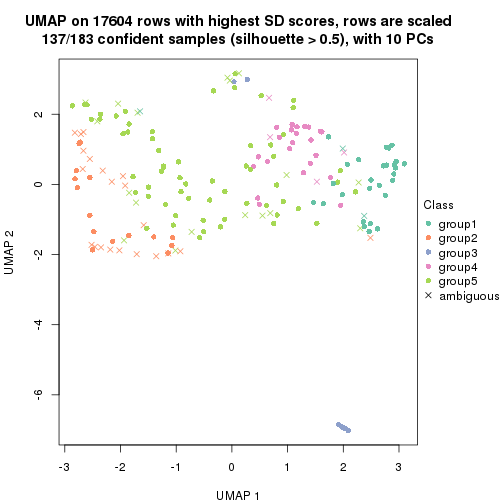 UMAP on 17604 rows with highest SD scores, rows are scaled
137/183 confident samples (silhouette > 0.5), with 10 PCs
2
0
-2
-4
-6
UMAP 2
-3
-2
-1
0
1
2
3
UMAP 1
Class
group1
group2
group3
group4
group5
ambiguous